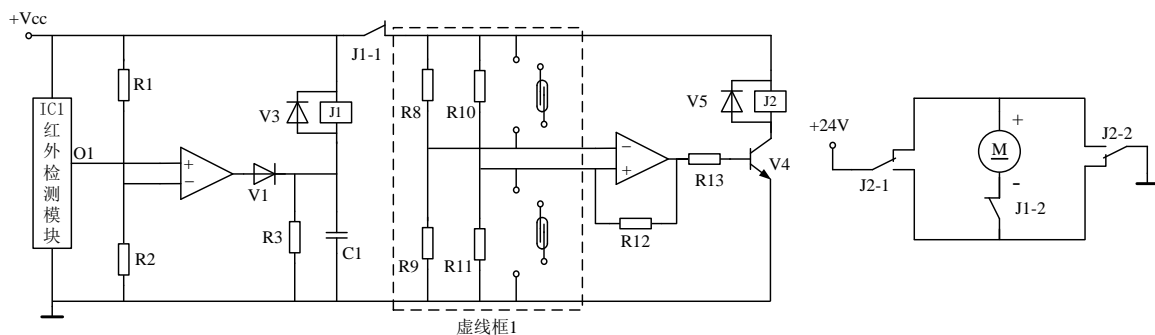 +Vcc
J1-1
R1
IC1
红
外
检
测
模
块
O1
+
−
V1
V3
J1
R2
R3
C1
R8
R10
R9
R11
−
+
R12
R13
V5
J2
V4
虚线框1
+24V
J2-1
+
M
-
J1-2
J2-2